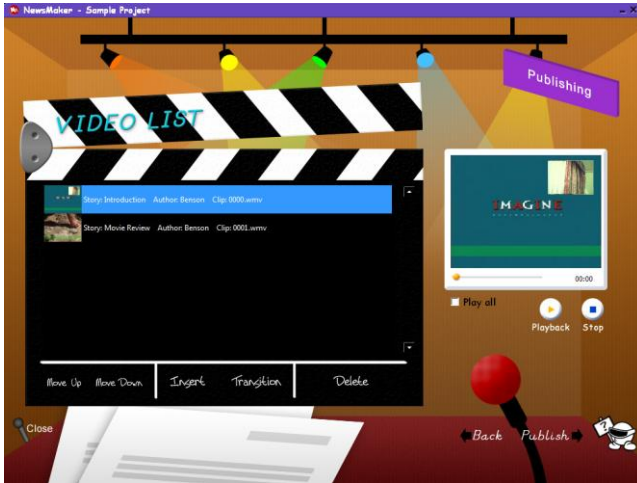 NewsMaker - Sample Project
Publishing
VIDEO LIST
Story: Introduction Author: Benson Clip: 0000.wmv
Story: Movie Review Author: Benson Clip: 0001.wmv
IMAGINE
00:00
Play all
Playback Stop
Move Up Move Down Insert Transition Delete
Close
Back Publish
?